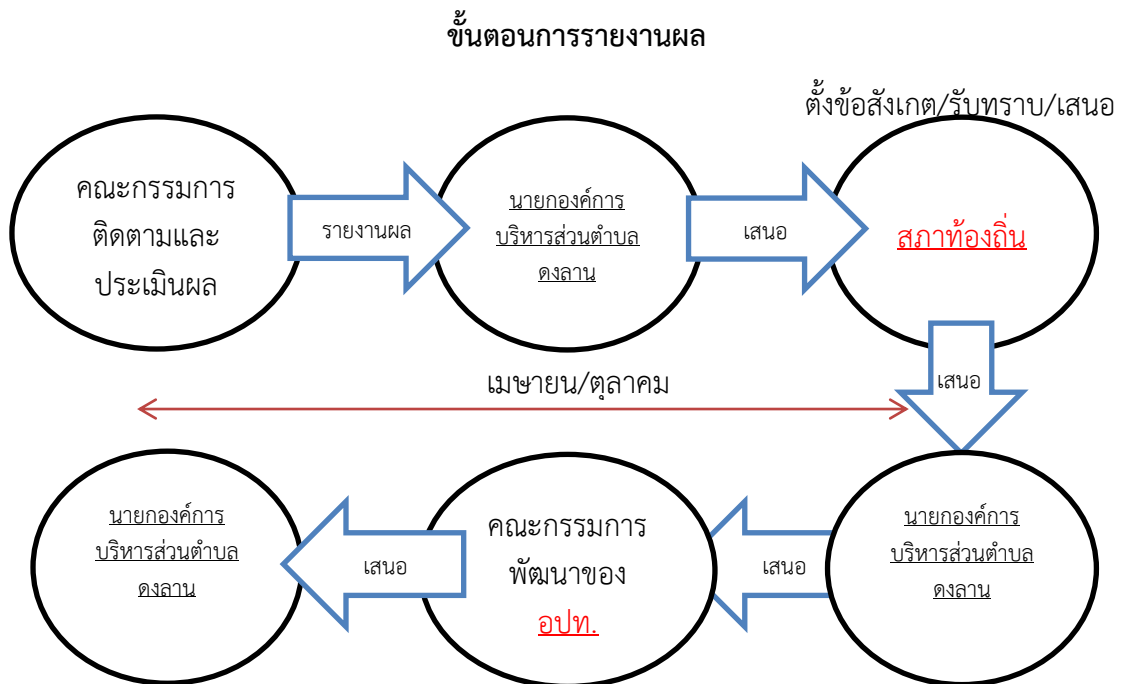 ขั้นตอนการรายงานผล
ตั้งข้อสังเกต/รับทราบ/เสนอ
คณะกรรมการ
ติดตามและ
ประเมินผล
รายงานผล
นายกองค์การ
บริหารส่วนตำบล
ดงลาน
เสนอ
สภาท้องถิ่น
เสนอ
เมษายน/ตุลาคม
นายกองค์การ
บริหารส่วนตำบล
ดงลาน
เสนอ
คณะกรรมการ
พัฒนาของ
อปท.
เสนอ
นายกองค์การ
บริหารส่วนตำบล
ดงลาน